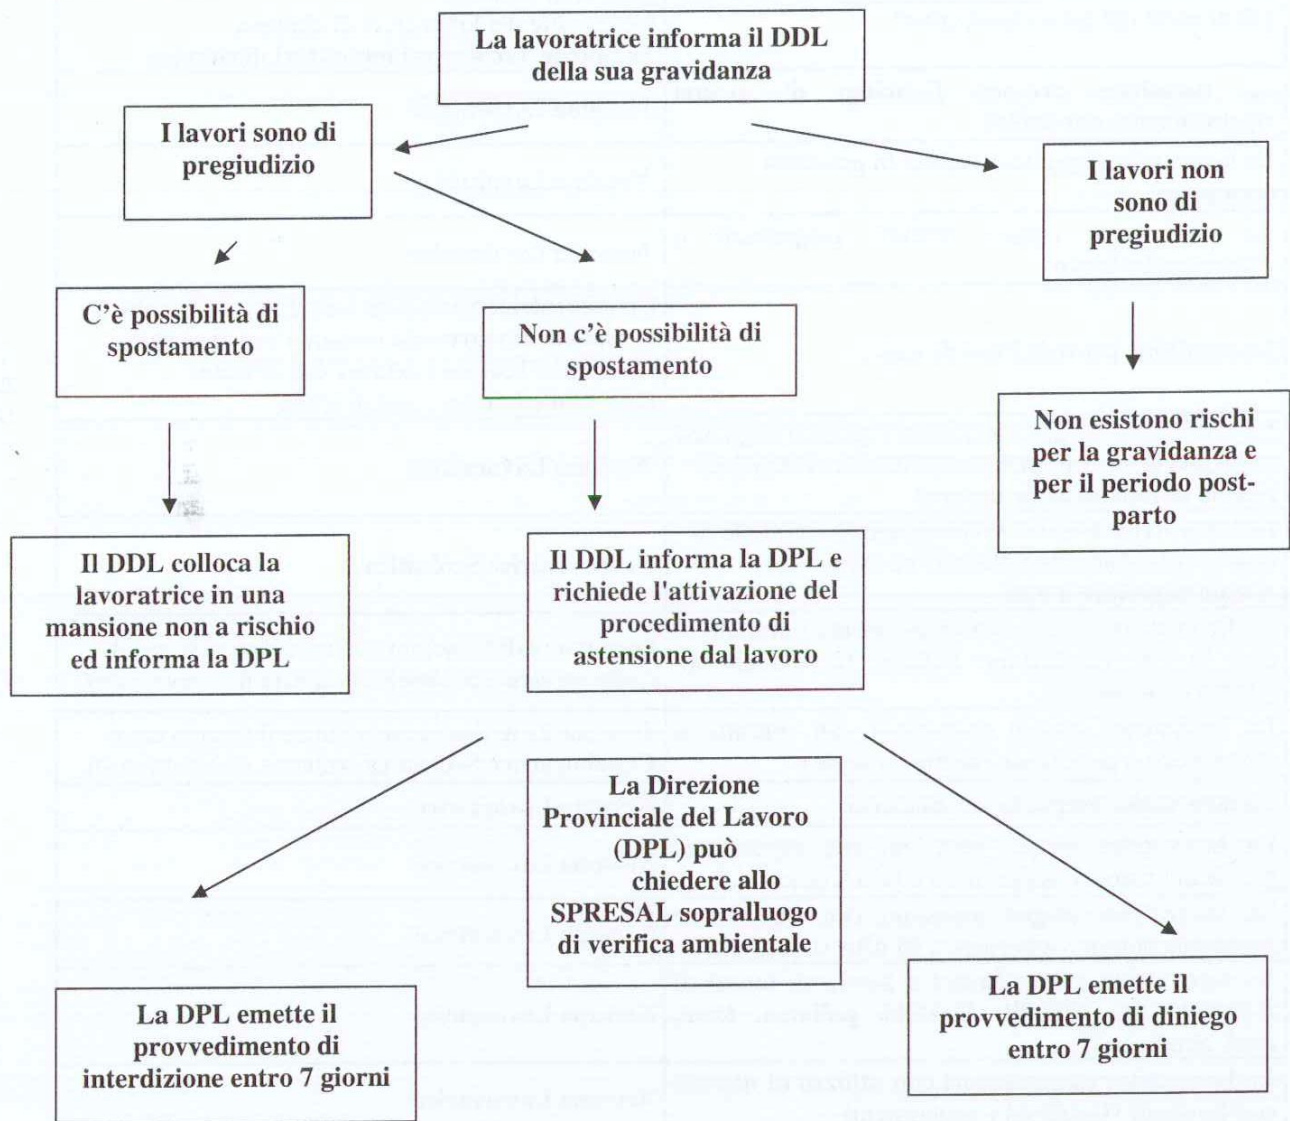 La lavoratrice informa il DDL
della sua gravidanza
I lavori sono di
pregiudizio
I lavori non
sono di
pregiudizio
C'è possibilità di
spostamento
Non c'è possibilità di
spostamento
Non esistono rischi
per la gravidanza e
per il periodo post-
parto
Il DDL colloca la
lavoratrice in una
mansione non a rischio
ed informa la DPL
Il DDL informa la DPL e
richiede l'attivazione del
procedimento di
astensione dal lavoro
La Direzione
Provinciale del Lavoro
(DPL) può
chiedere allo
SPRESAL sopralluogo
di verifica ambientale
La DPL emette il
provvedimento di
interdizione entro 7 giorni
La DPL emette il
provvedimento di diniego
entro 7 giorni